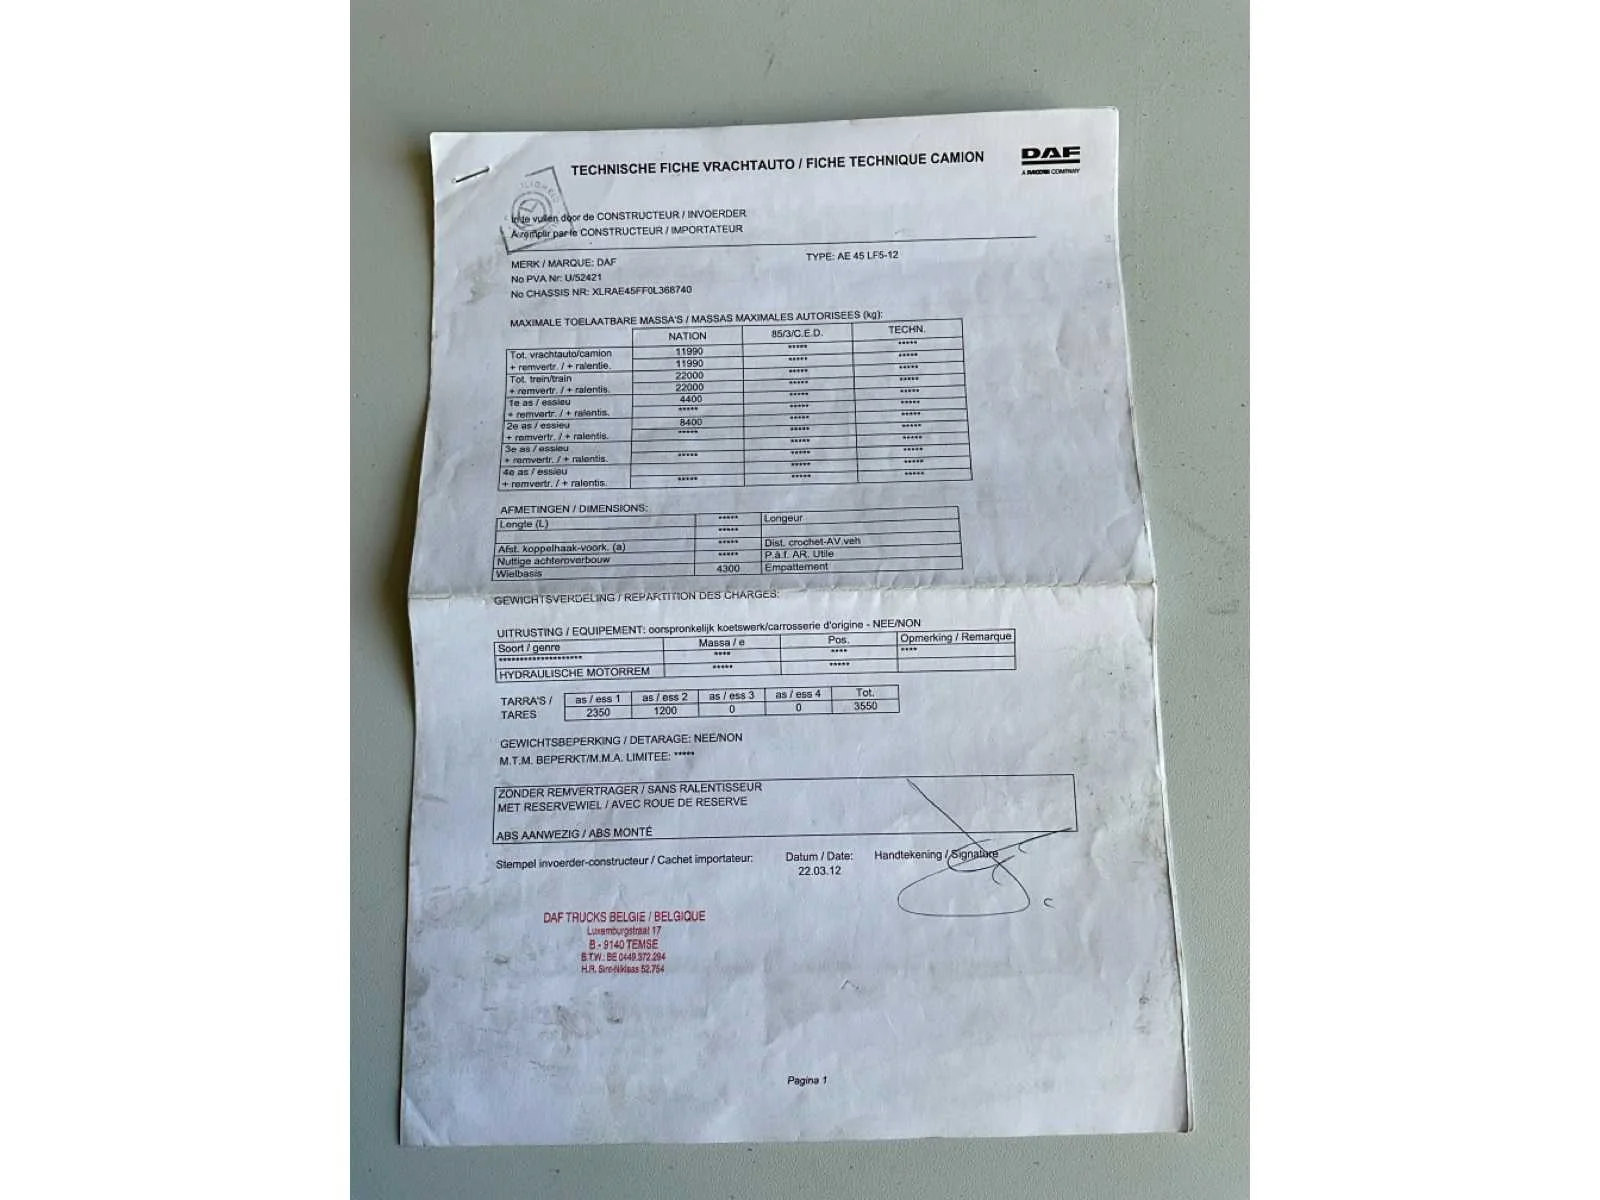 TECHNISCHE FICHE VRACHTAUTO / FICHE TECHNIQUE CAMION
DAF
A PACCAR COMPANY
In te vullen door de CONSTRUCTEUR / INVOERDER
A remplir par le CONSTRUCTEUR / IMPORTATEUR
MERK / MARQUE: DAF TYPE: AE 45 LF5-12
No PVA Nr: U/52421
No CHASSIS NR: XLRAE45FF0L368740
MAXIMALE TOELAATBARE MASSA'S / MASSAS MAXIMALES AUTORISEES (kg):
NATION 85/3/C.E.D. TECHN.
Tot. vrachtauto/camion 11990 ***** *****
+ remvertr. / + ralentie. 11990 ***** *****
Tot. trein/train 22000 ***** *****
+ remvertr. / + ralentis. 22000 ***** *****
1e as / essieu 4400 ***** *****
+ remvertr. / + ralentis. ***** ***** *****
2e as / essieu 8400 ***** *****
+ remvertr. / + ralentis. ***** ***** *****
3e as / essieu ***** *****
+ remvertr. / + ralentis. ***** ***** *****
4e as / essieu ***** *****
+ remvertr. / + ralentis. ***** ***** *****
AFMETINGEN / DIMENSIONS:
Lengte (L) ***** Longeur
*****
Afst. koppelhaak-voork. (a) ***** Dist. crochet-AV.veh
Nuttige achteroverbouw ***** P.à.f. AR. Utile
Wielbasis 4300 Empattement
GEWICHTSVERDELING / REPARTITION DES CHARGES:
UITRUSTING / EQUIPEMENT: oorspronkelijk koetswerk/carrosserie d'origine - NEE/NON
Soort / genre Massa / e Pos. Opmerking / Remarque
******************** **** **** ****
HYDRAULISCHE MOTORREM ***** *****
TARRA'S / TARES
as / ess 1 as / ess 2 as / ess 3 as / ess 4 Tot.
2350 1200 0 0 3550
GEWICHTSBEPERKING / DETARAGE: NEE/NON
M.T.M. BEPERKT/M.M.A. LIMITEE: *****
ZONDER REMVERTRAGER / SANS RALENTISSEUR
MET RESERVEWIEL / AVEC ROUE DE RESERVE
ABS AANWEZIG / ABS MONTÉ
Stempel invoerder-constructeur / Cachet importateur: Datum / Date: Handtekening / Signature
22.03.12
DAF TRUCKS BELGIE / BELGIQUE
Luxemburgstraat 17
B - 9140 TEMSE
B.T.W.: BE 0449.372.294
H.R. Sint-Niklaas 52.754
Pagina 1